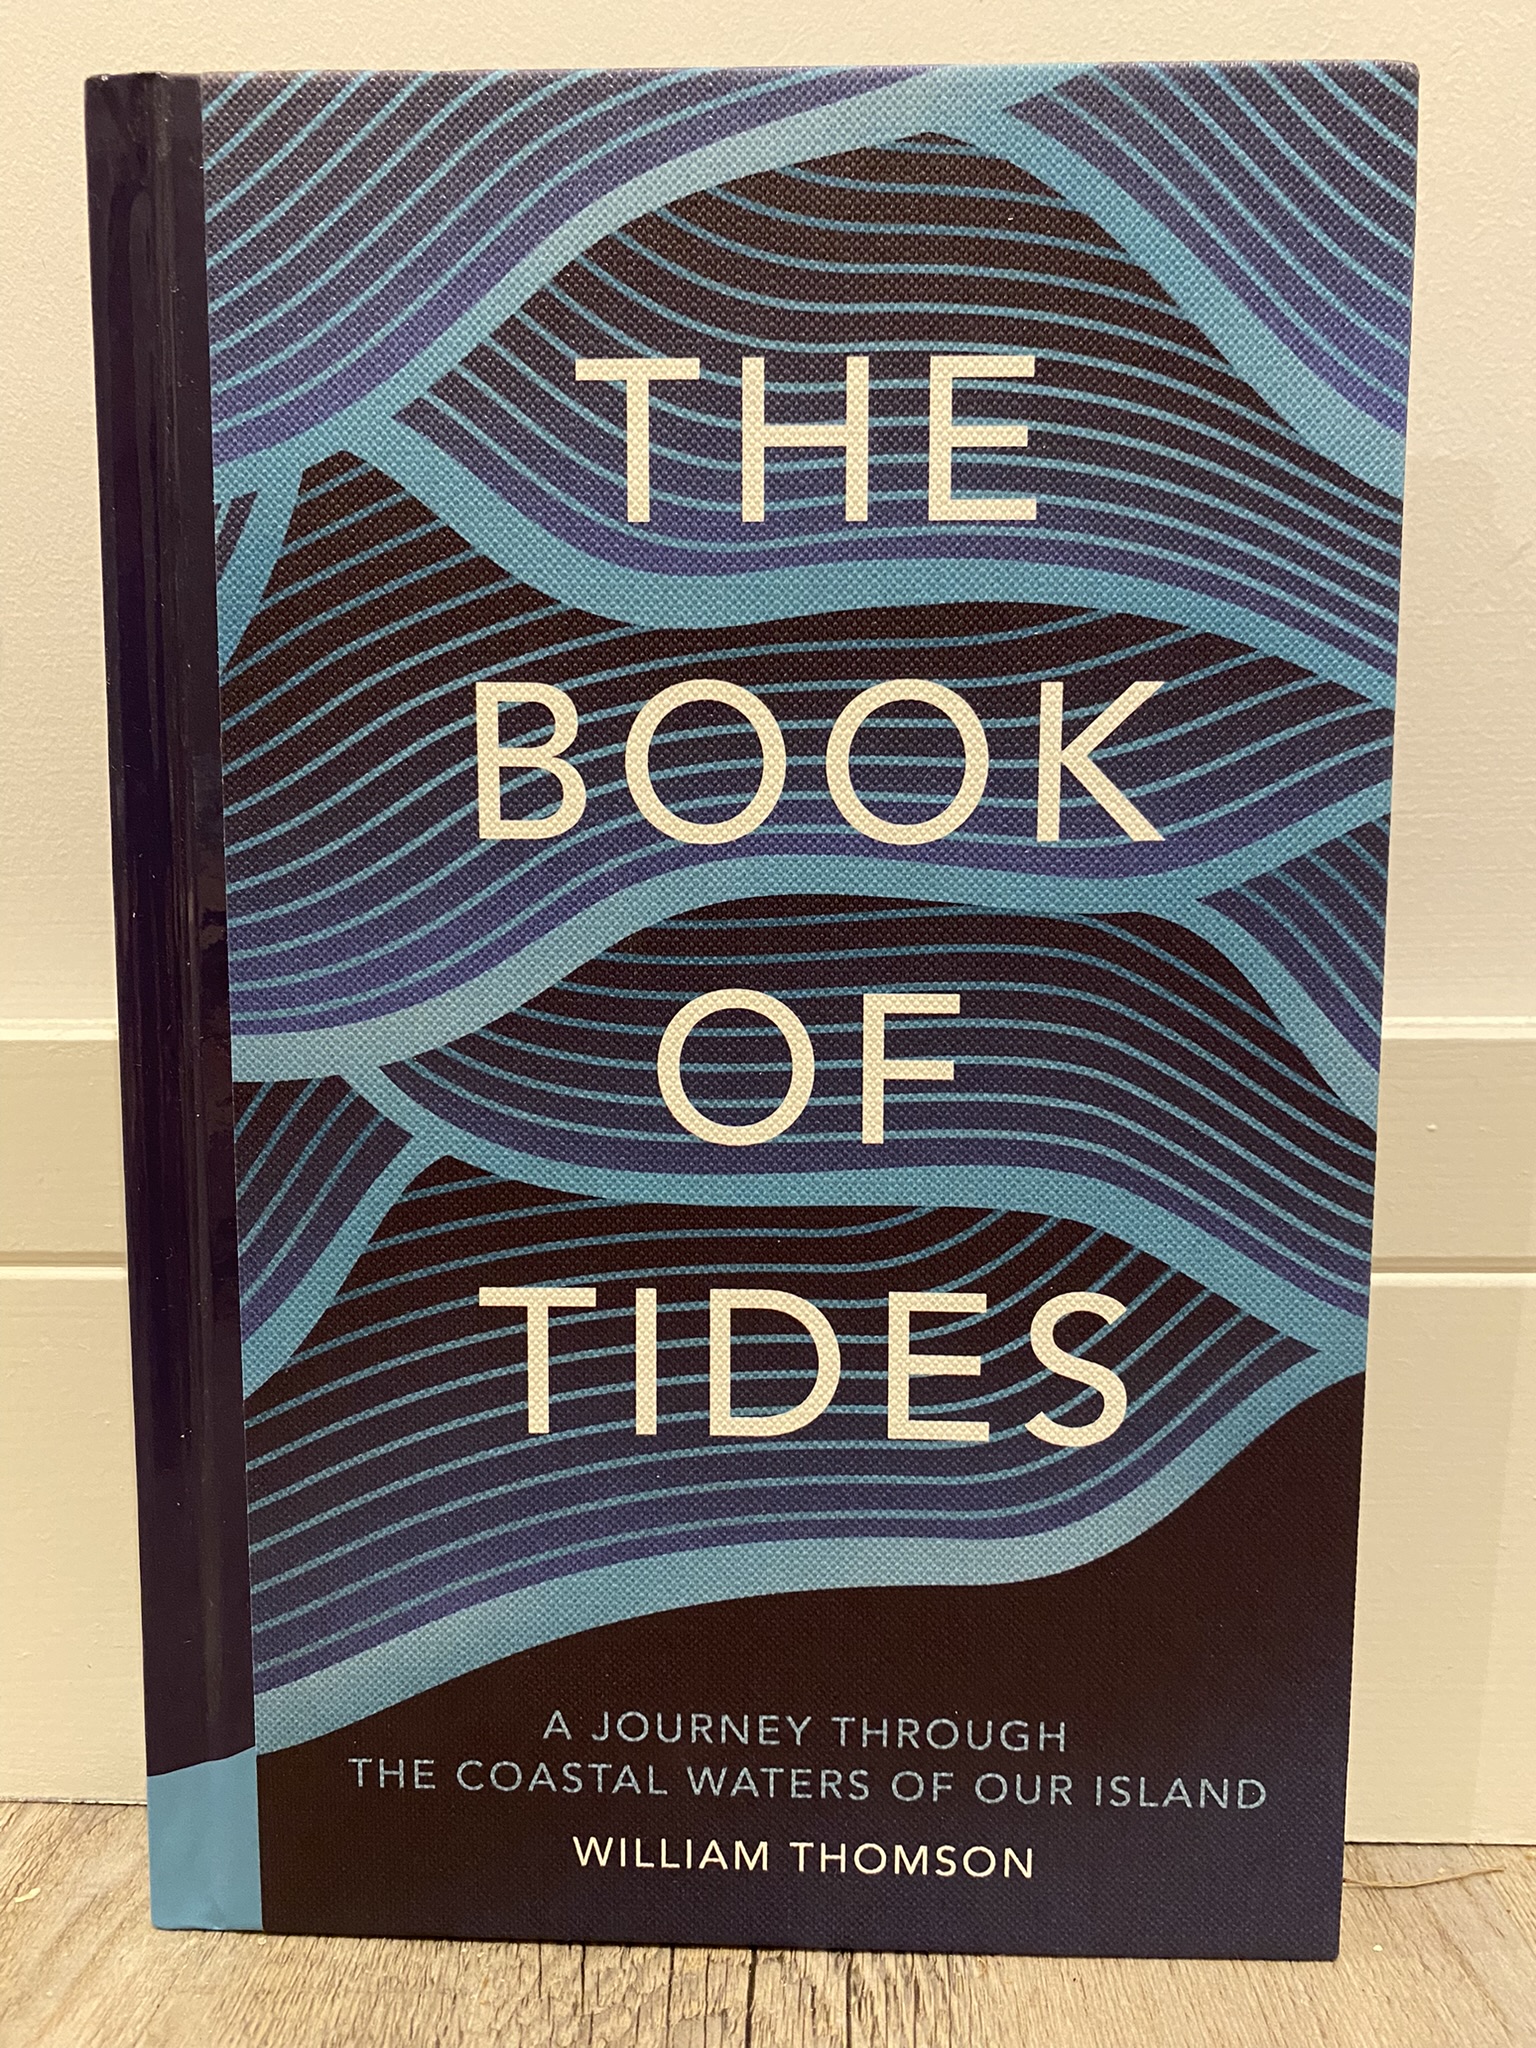 THE
BOOK
OF
TIDES
A JOURNEY THROUGH
THE COASTAL WATERS OF OUR ISLAND
WILLIAM THOMSON